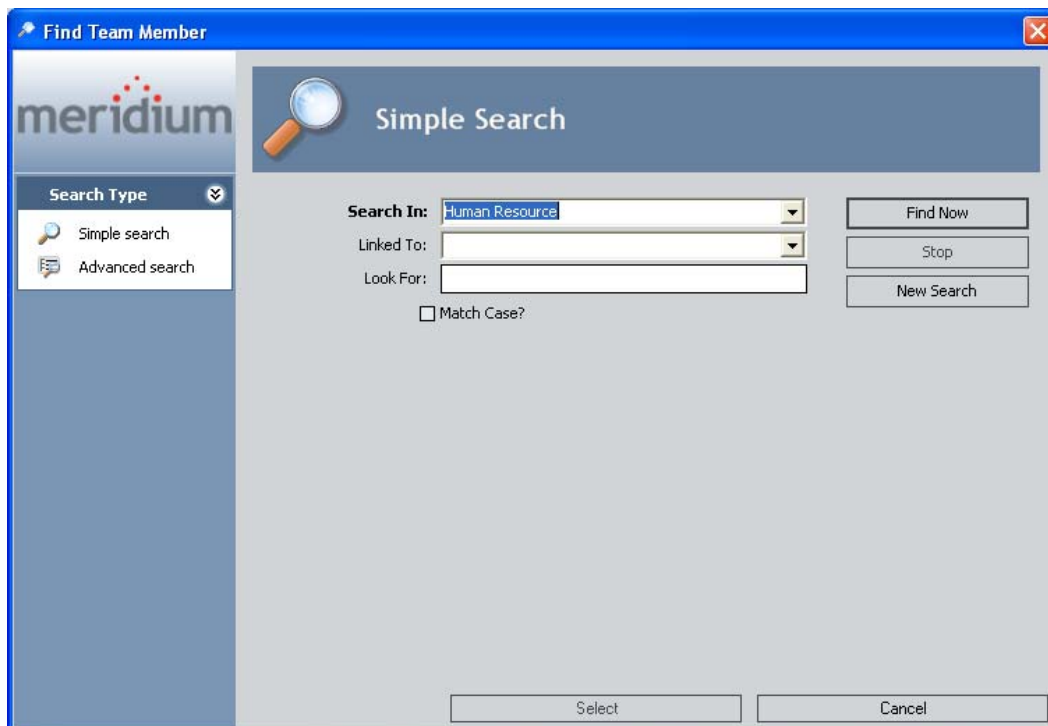 Find Team Member
meridium
Simple Search
Search Type
Simple search
Advanced search
Search In: Human Resource
Linked To:
Look For:
Match Case?
Find Now
Stop
New Search
Select Cancel